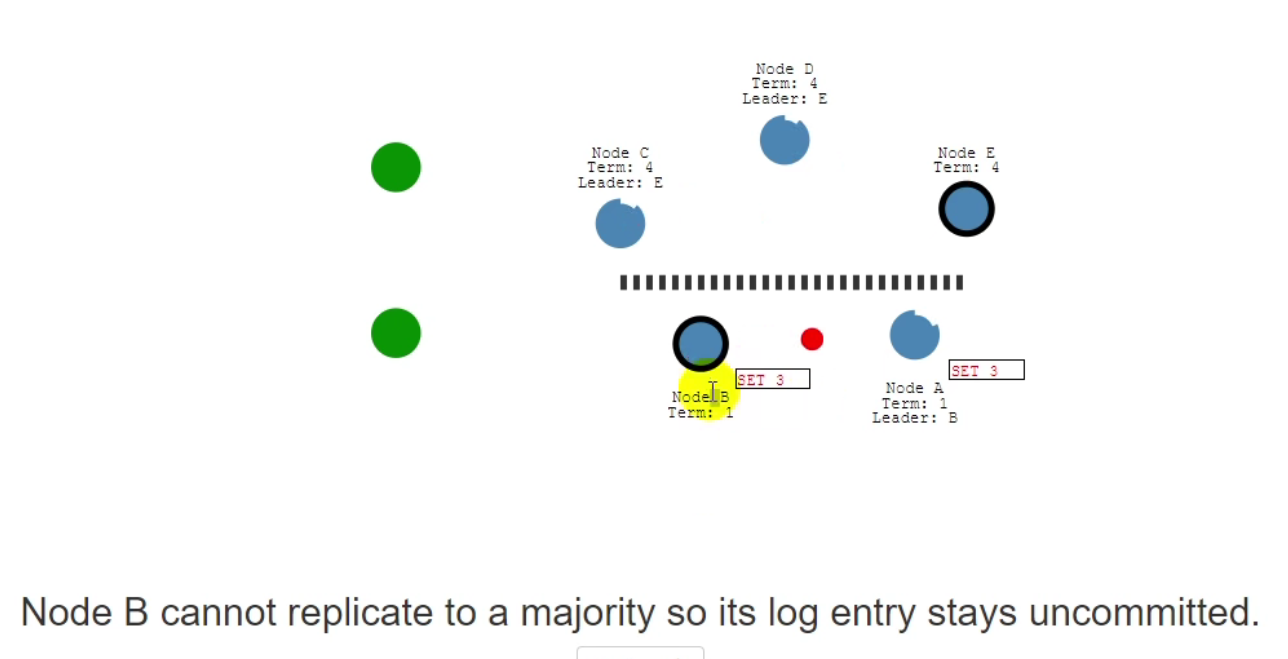 Node D
Term: 4
Leader: E
Node C
Term: 4
Leader: E
Node E
Term: 4
SET 3
Node B
Term: 1
SET 3
Node A
Term: 1
Leader: B
Node B cannot replicate to a majority so its log entry stays uncommitted.